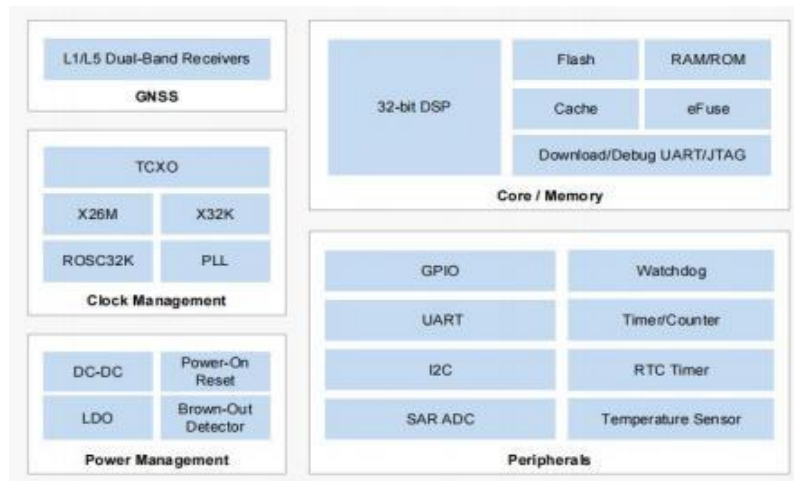 L1/L5 Dual-Band Receivers
GNSS
TCXO
X26M
X32K
ROSC32K
PLL
Clock Management
DC-DC
Power-On
Reset
LDO
Brown-Out
Detector
Power Management
32-bit DSP
Flash
RAM/ROM
Cache
eFuse
Download/Debug UART/JTAG
Core / Memory
GPIO
Watchdog
UART
Timer/Counter
I2C
RTC Timer
SAR ADC
Temperature Sensor
Peripherals